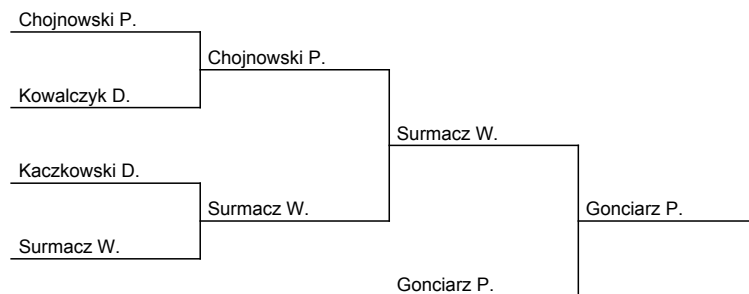 Chojnowski P.
Chojnowski P.
Kowalczyk D.
Surmacz W.
Kaczkowski D.
Surmacz W.
Gonciarz P.
Surmacz W.
Gonciarz P.